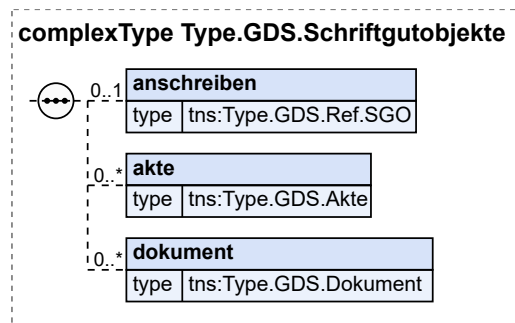 complexType Type.GDS.Schriftgutobjekte
0..1 anschreiben
type tns:Type.GDS.Ref.SGO
0..* akte
type tns:Type.GDS.Akte
0..* dokument
type tns:Type.GDS.Dokument